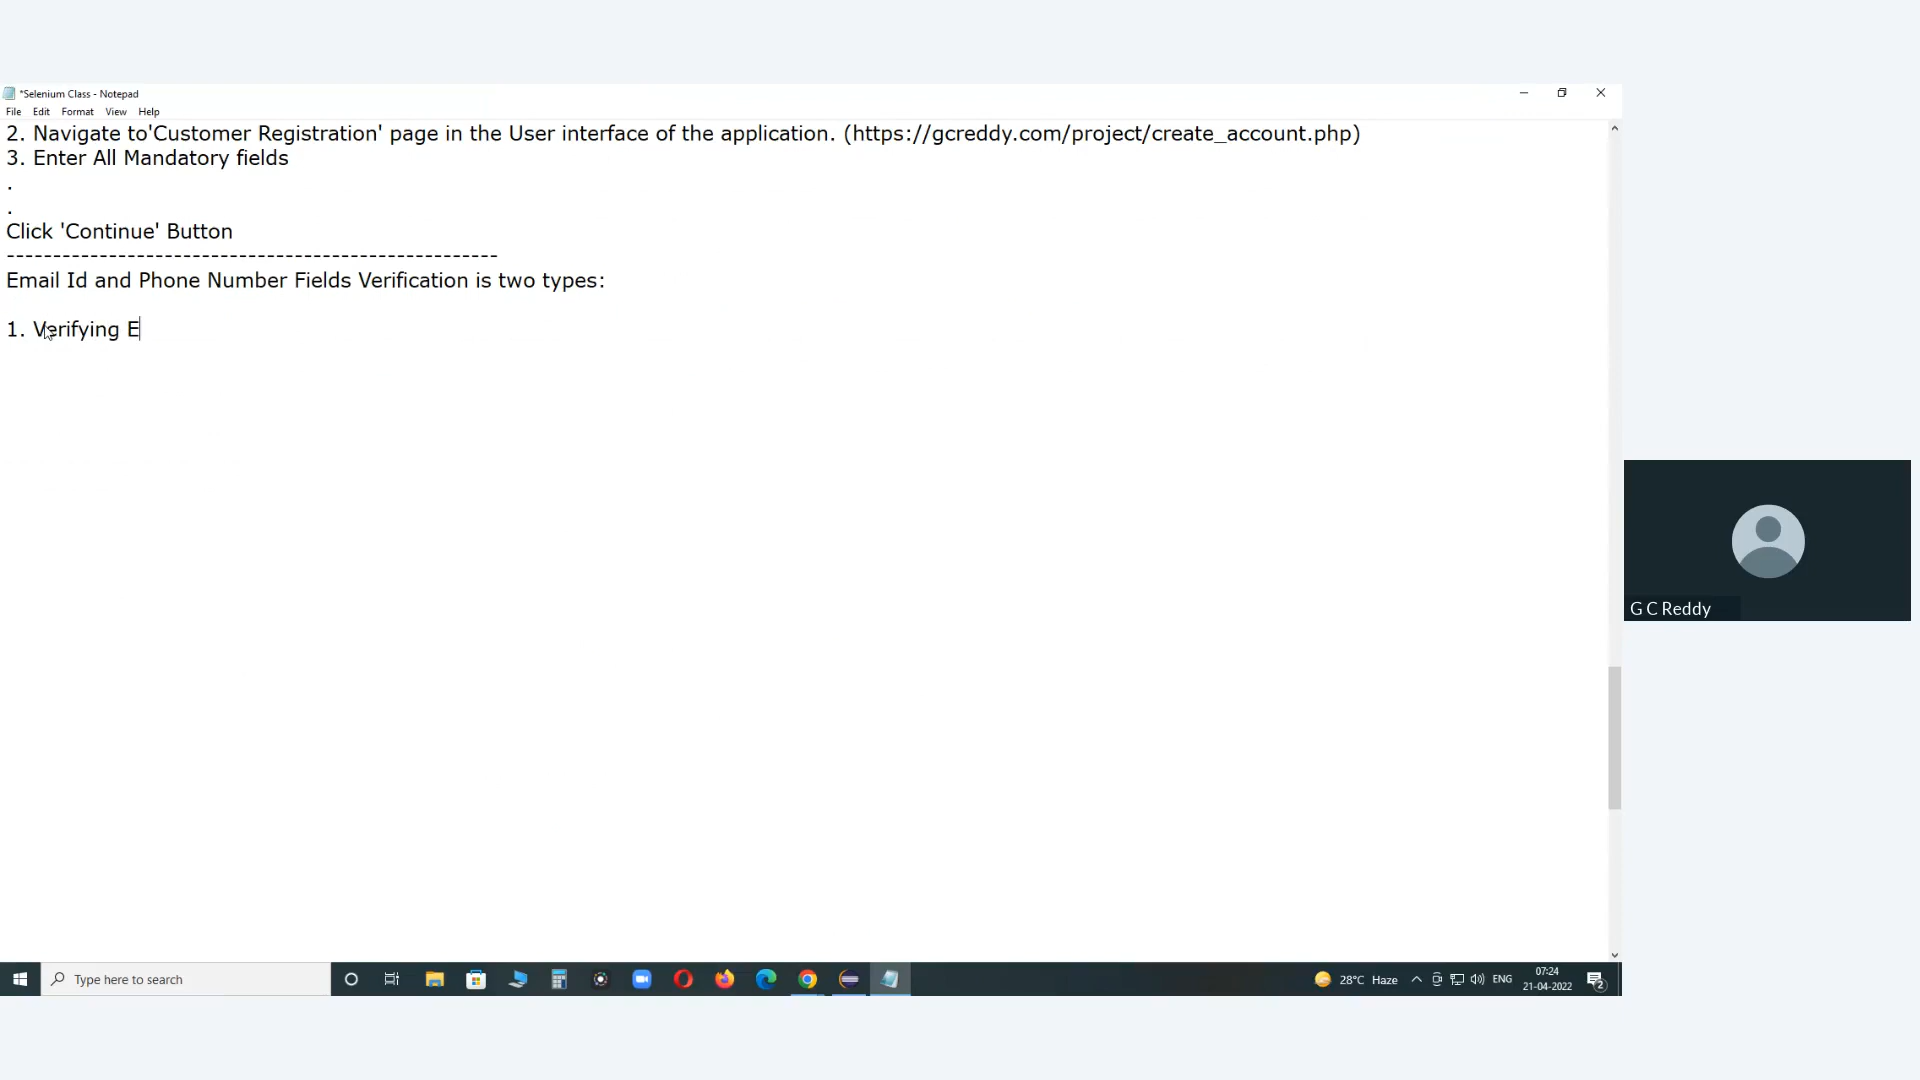 *Selenium Class - Notepad
File Edit Format View Help
2. Navigate to'Customer Registration' page in the User interface of the application. (https://gcreddy.com/project/create_account.php)
3. Enter All Mandatory fields
.
.
Click 'Continue' Button
-----------------------------------------------------
Email Id and Phone Number Fields Verification is two types:
1. Verifying E
G C Reddy
Type here to search
28°C Haze
ENG
07:24
21-04-2022
2